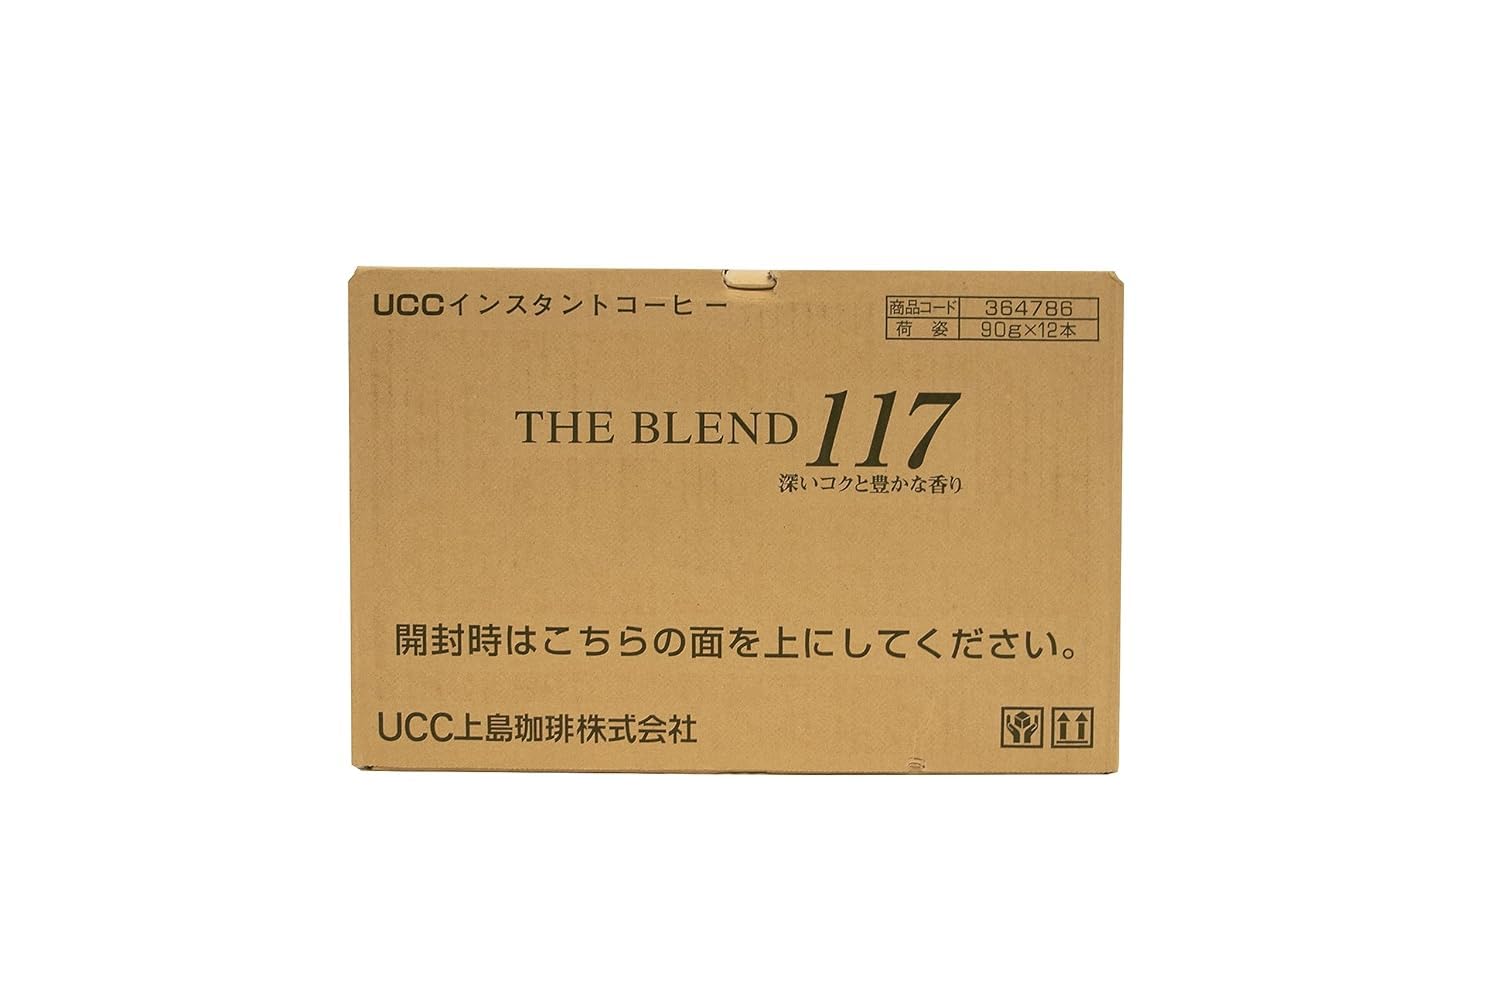 UCCインスタントコーヒー
商品コード 364786
荷姿 90g×12本
THE BLEND 117
深いコクと豊かな香り
開封時はこちらの面を上にしてください。
UCC上島珈琲株式会社